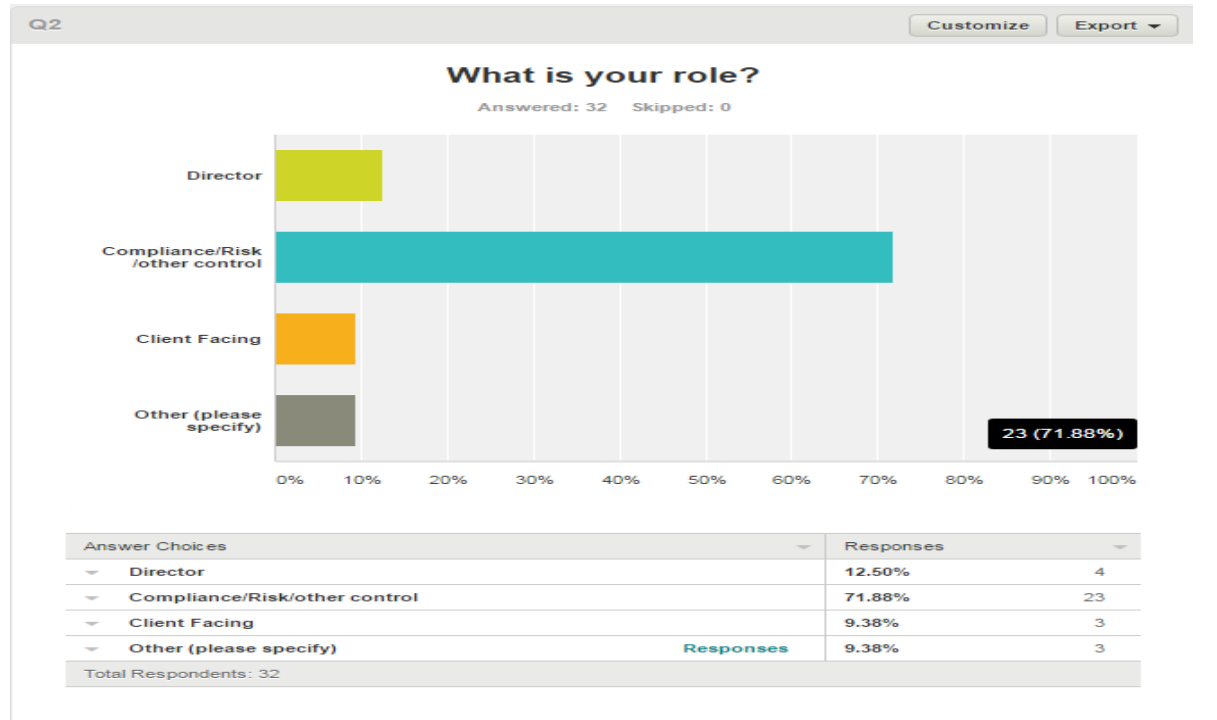 Q2 Customize Export
What is your role?
Answered: 32 Skipped: 0
Director
Compliance/Risk
/other control
Client Facing
Other (please
specify)
23 (71.88%)
0% 10% 20% 30% 40% 50% 60% 70% 80% 90% 100%
Answer Choices Responses
Director 12.50% 4
Compliance/Risk/other control 71.88% 23
Client Facing 9.38% 3
Other (please specify) Responses 9.38% 3
Total Respondents: 32